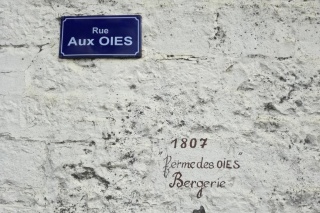 Rue
Aux OIES
1807
ferme des OIES
Bergerie